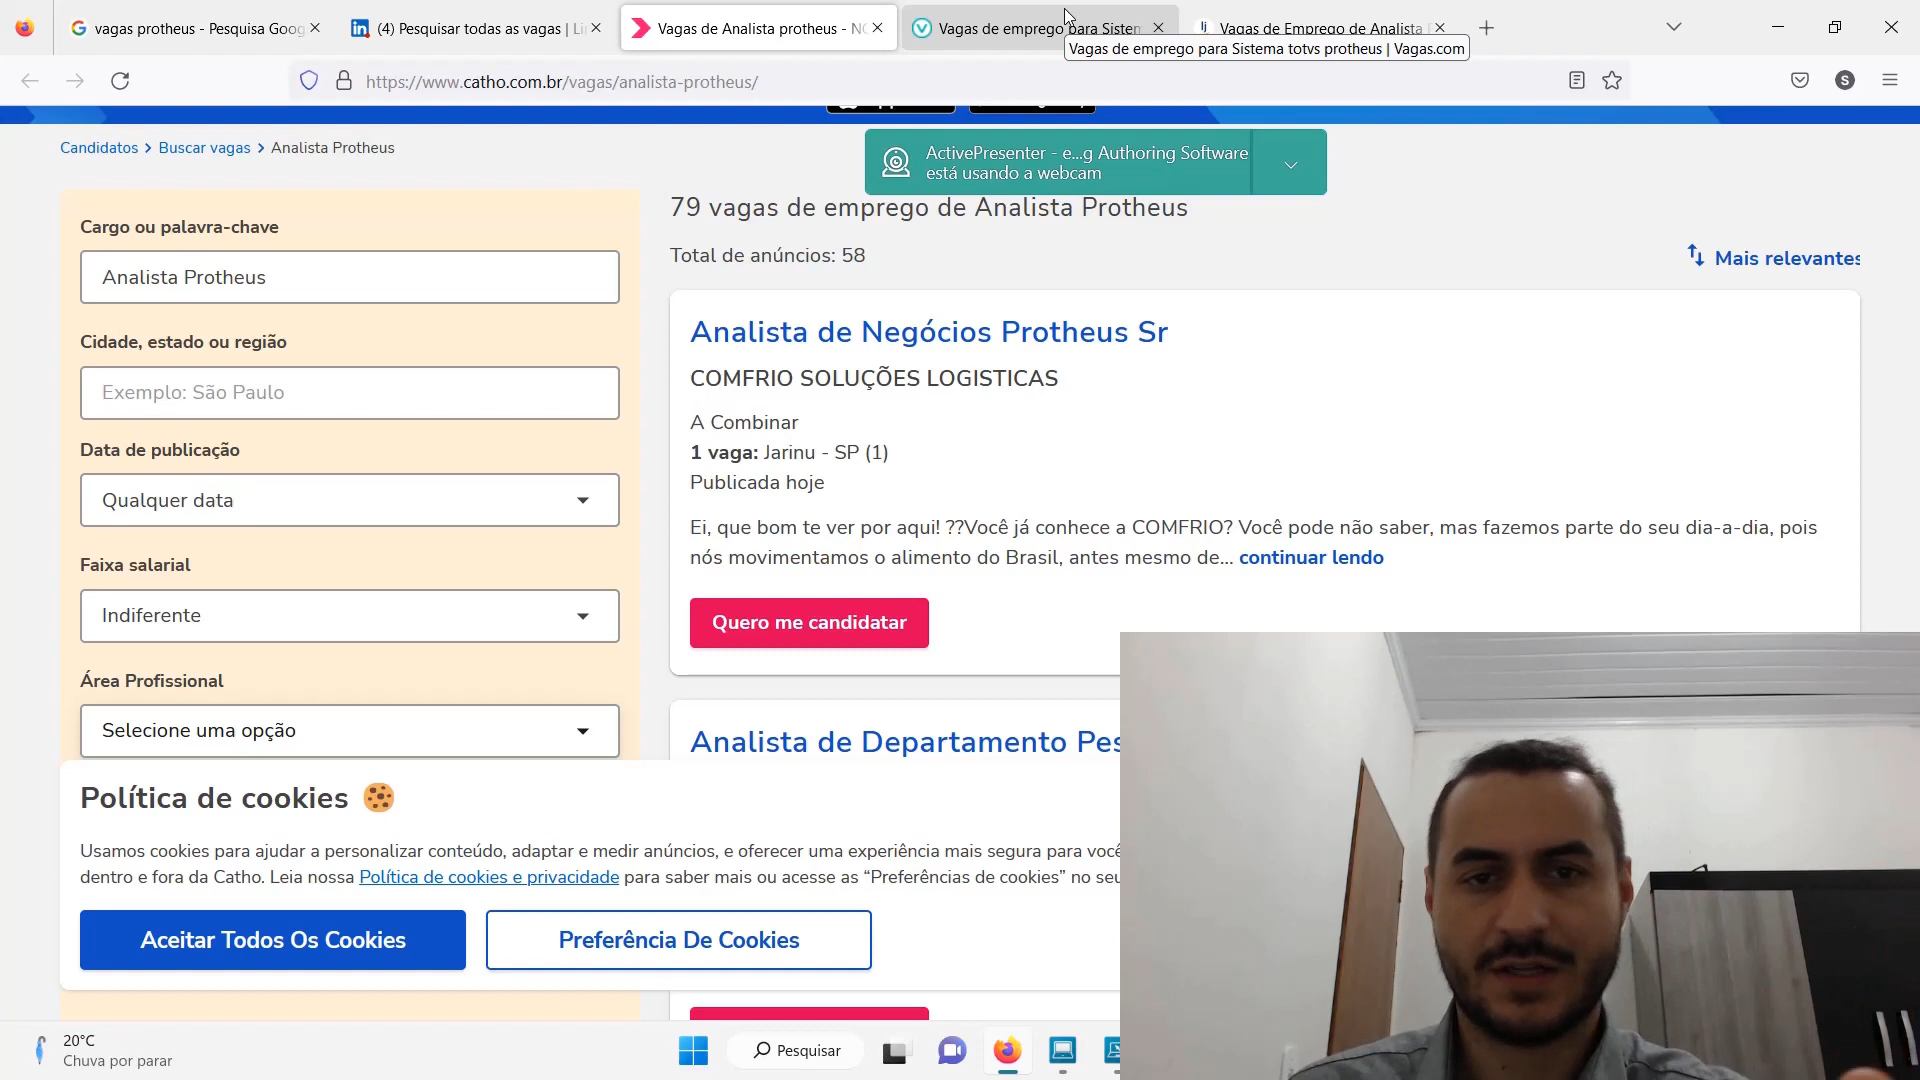 vagas protheus - Pesquisa Goog
(4) Pesquisar todas as vagas | Li
Vagas de Analista protheus - NO
Vagas de emprego para Sistem
Vagas de Emprego de Analista
Vagas de emprego para Sistema totvs protheus | Vagas.com
https://www.catho.com.br/vagas/analista-protheus/
S
Candidatos > Buscar vagas > Analista Protheus
ActivePresenter - e...g Authoring Software
está usando a webcam
79 vagas de emprego de Analista Protheus
Total de anúncios: 58
Mais relevantes
Cargo ou palavra-chave
Analista Protheus
Cidade, estado ou região
Exemplo: São Paulo
Data de publicação
Qualquer data
Faixa salarial
Indiferente
Área Profissional
Selecione uma opção
Analista de Negócios Protheus Sr
COMFRIO SOLUÇÕES LOGISTICAS
A Combinar
1 vaga: Jarinu - SP (1)
Publicada hoje
Ei, que bom te ver por aqui! ??Você já conhece a COMFRIO? Você pode não saber, mas fazemos parte do seu dia-a-dia, pois
nós movimentamos o alimento do Brasil, antes mesmo de... continuar lendo
Quero me candidatar
Analista de Departamento Pes
Política de cookies
Usamos cookies para ajudar a personalizar conteúdo, adaptar e medir anúncios, e oferecer uma experiência mais segura para você
dentro e fora da Catho. Leia nossa Política de cookies e privacidade para saber mais ou acesse as “Preferências de cookies” no seu
Aceitar Todos Os Cookies
Preferência De Cookies
20°C
Chuva por parar
Pesquisar